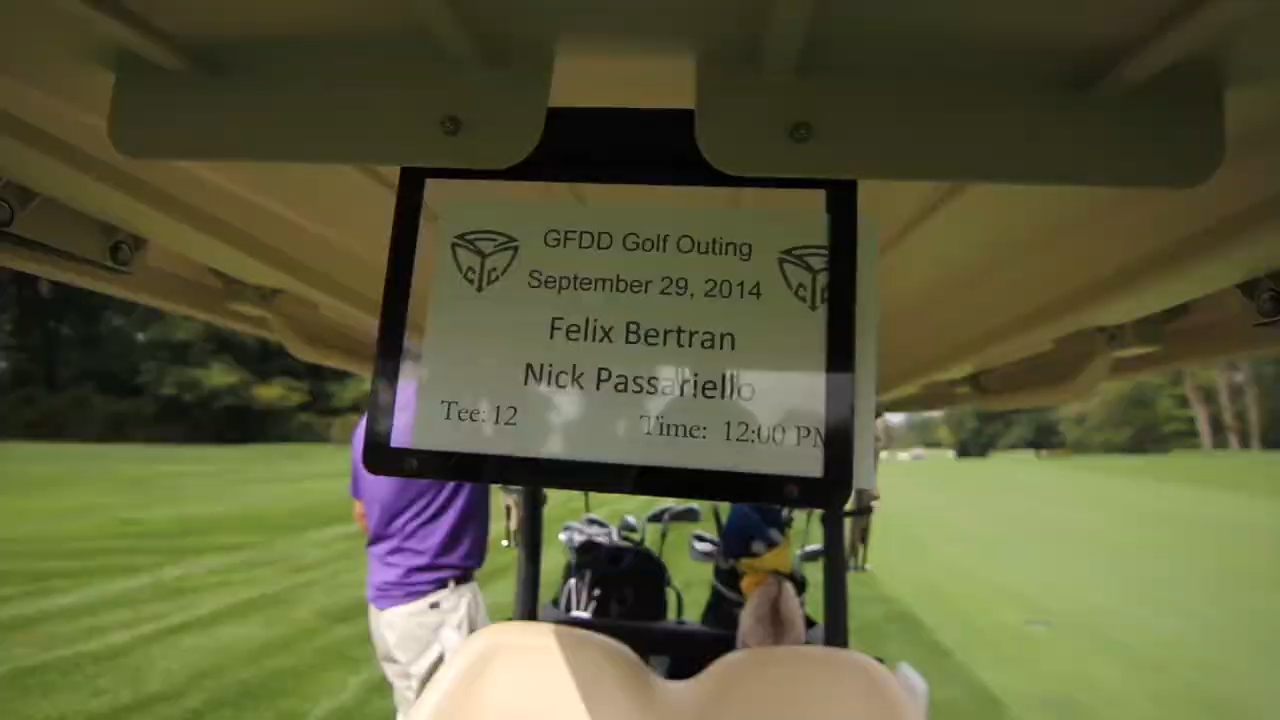 GFDD Golf Outing
September 29, 2014
Felix Bertran
Nick Passariello
Tee: 12 Time: 12:00 PM